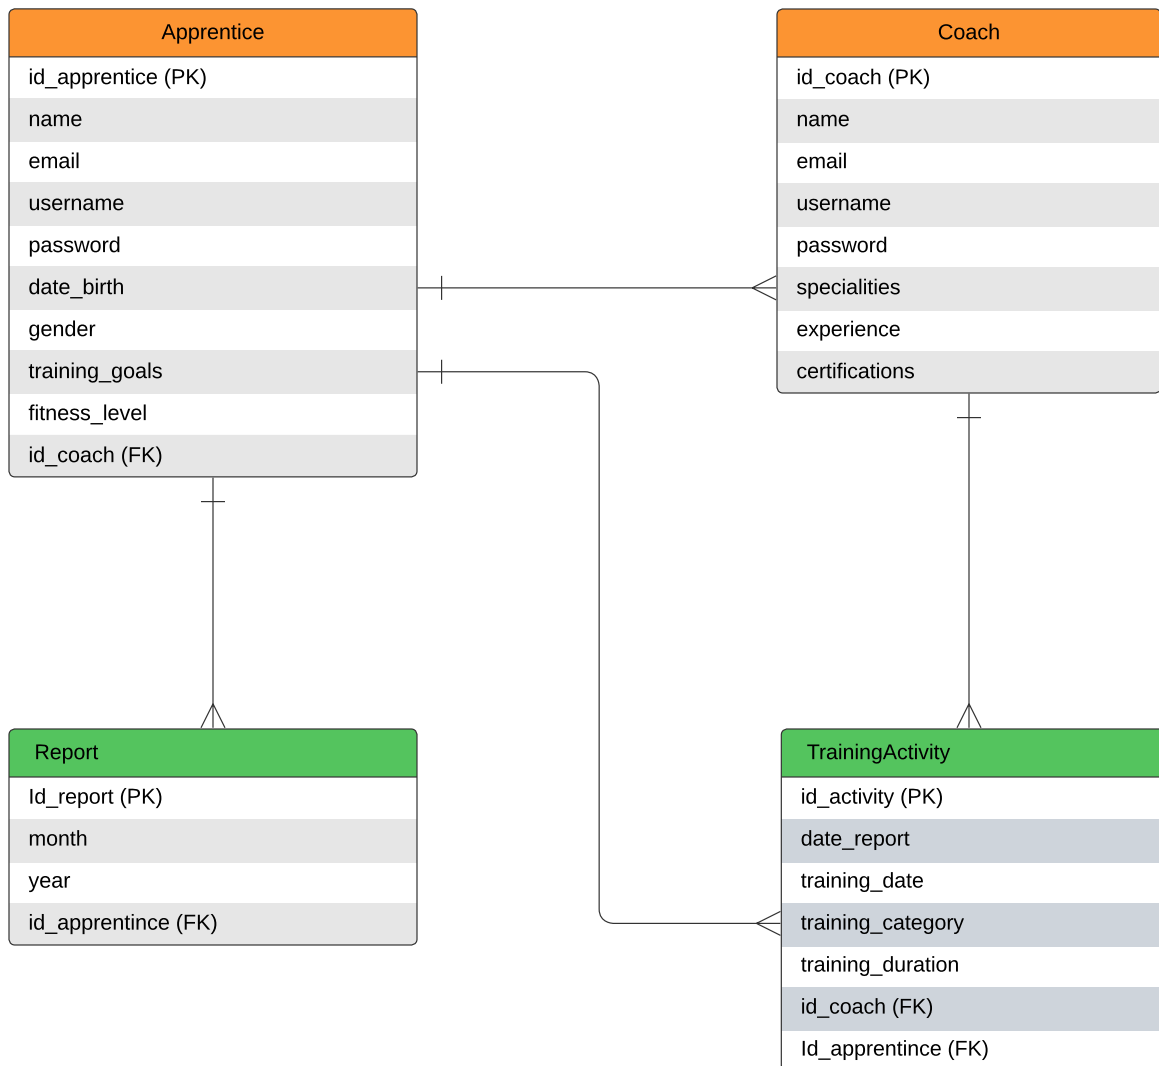 Apprentice
id_apprentice (PK)
name
email
username
password
date_birth
gender
training_goals
fitness_level
id_coach (FK)
Coach
id_coach (PK)
name
email
username
password
specialities
experience
certifications
Report
Id_report (PK)
month
year
id_apprentince (FK)
TrainingActivity
id_activity (PK)
date_report
training_date
training_category
training_duration
id_coach (FK)
Id_apprentince (FK)